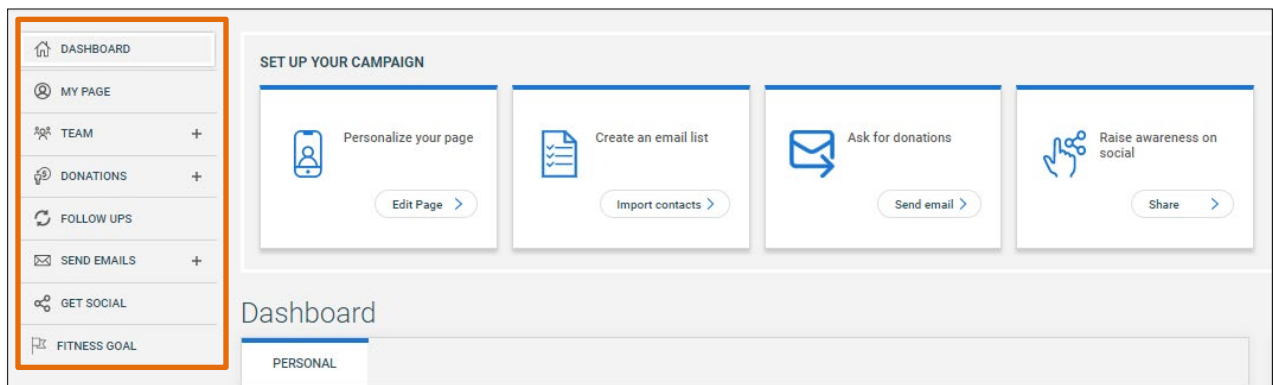 DASHBOARD
MY PAGE
TEAM +
DONATIONS +
FOLLOW UPS
SEND EMAILS +
GET SOCIAL
FITNESS GOAL
SET UP YOUR CAMPAIGN
Personalize your page
Edit Page >
Create an email list
Import contacts >
Ask for donations
Send email >
Raise awareness on
social
Share >
Dashboard
PERSONAL